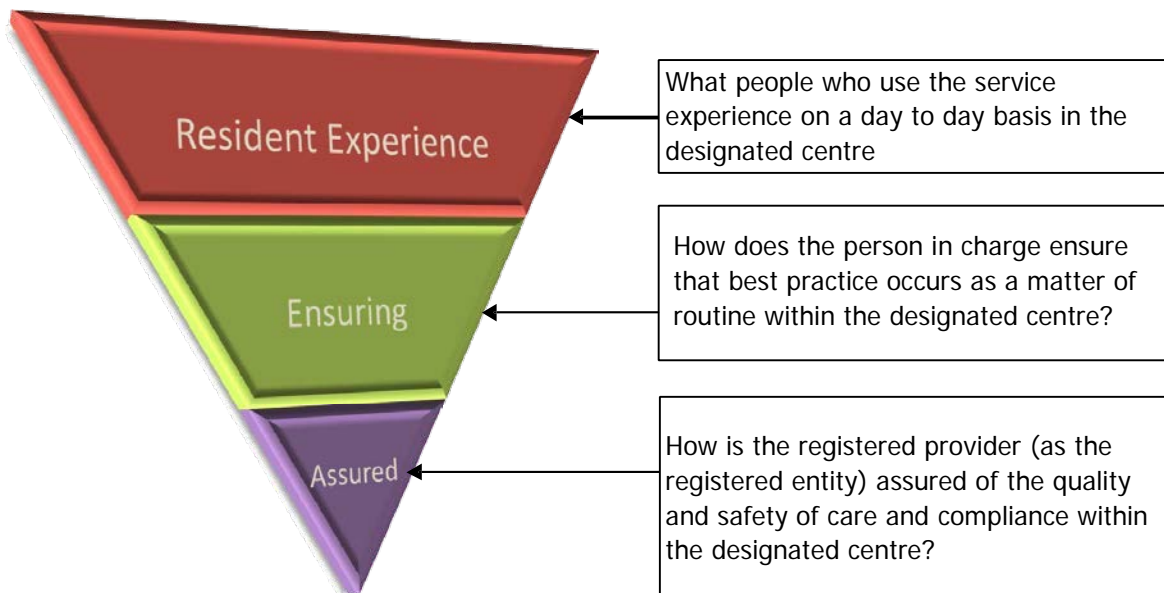 Resident Experience
What people who use the service
experience on a day to day basis in the
designated centre
Ensuring
How does the person in charge ensure
that best practice occurs as a matter of
routine within the designated centre?
Assured
How is the registered provider (as the
registered entity) assured of the quality
and safety of care and compliance within
the designated centre?